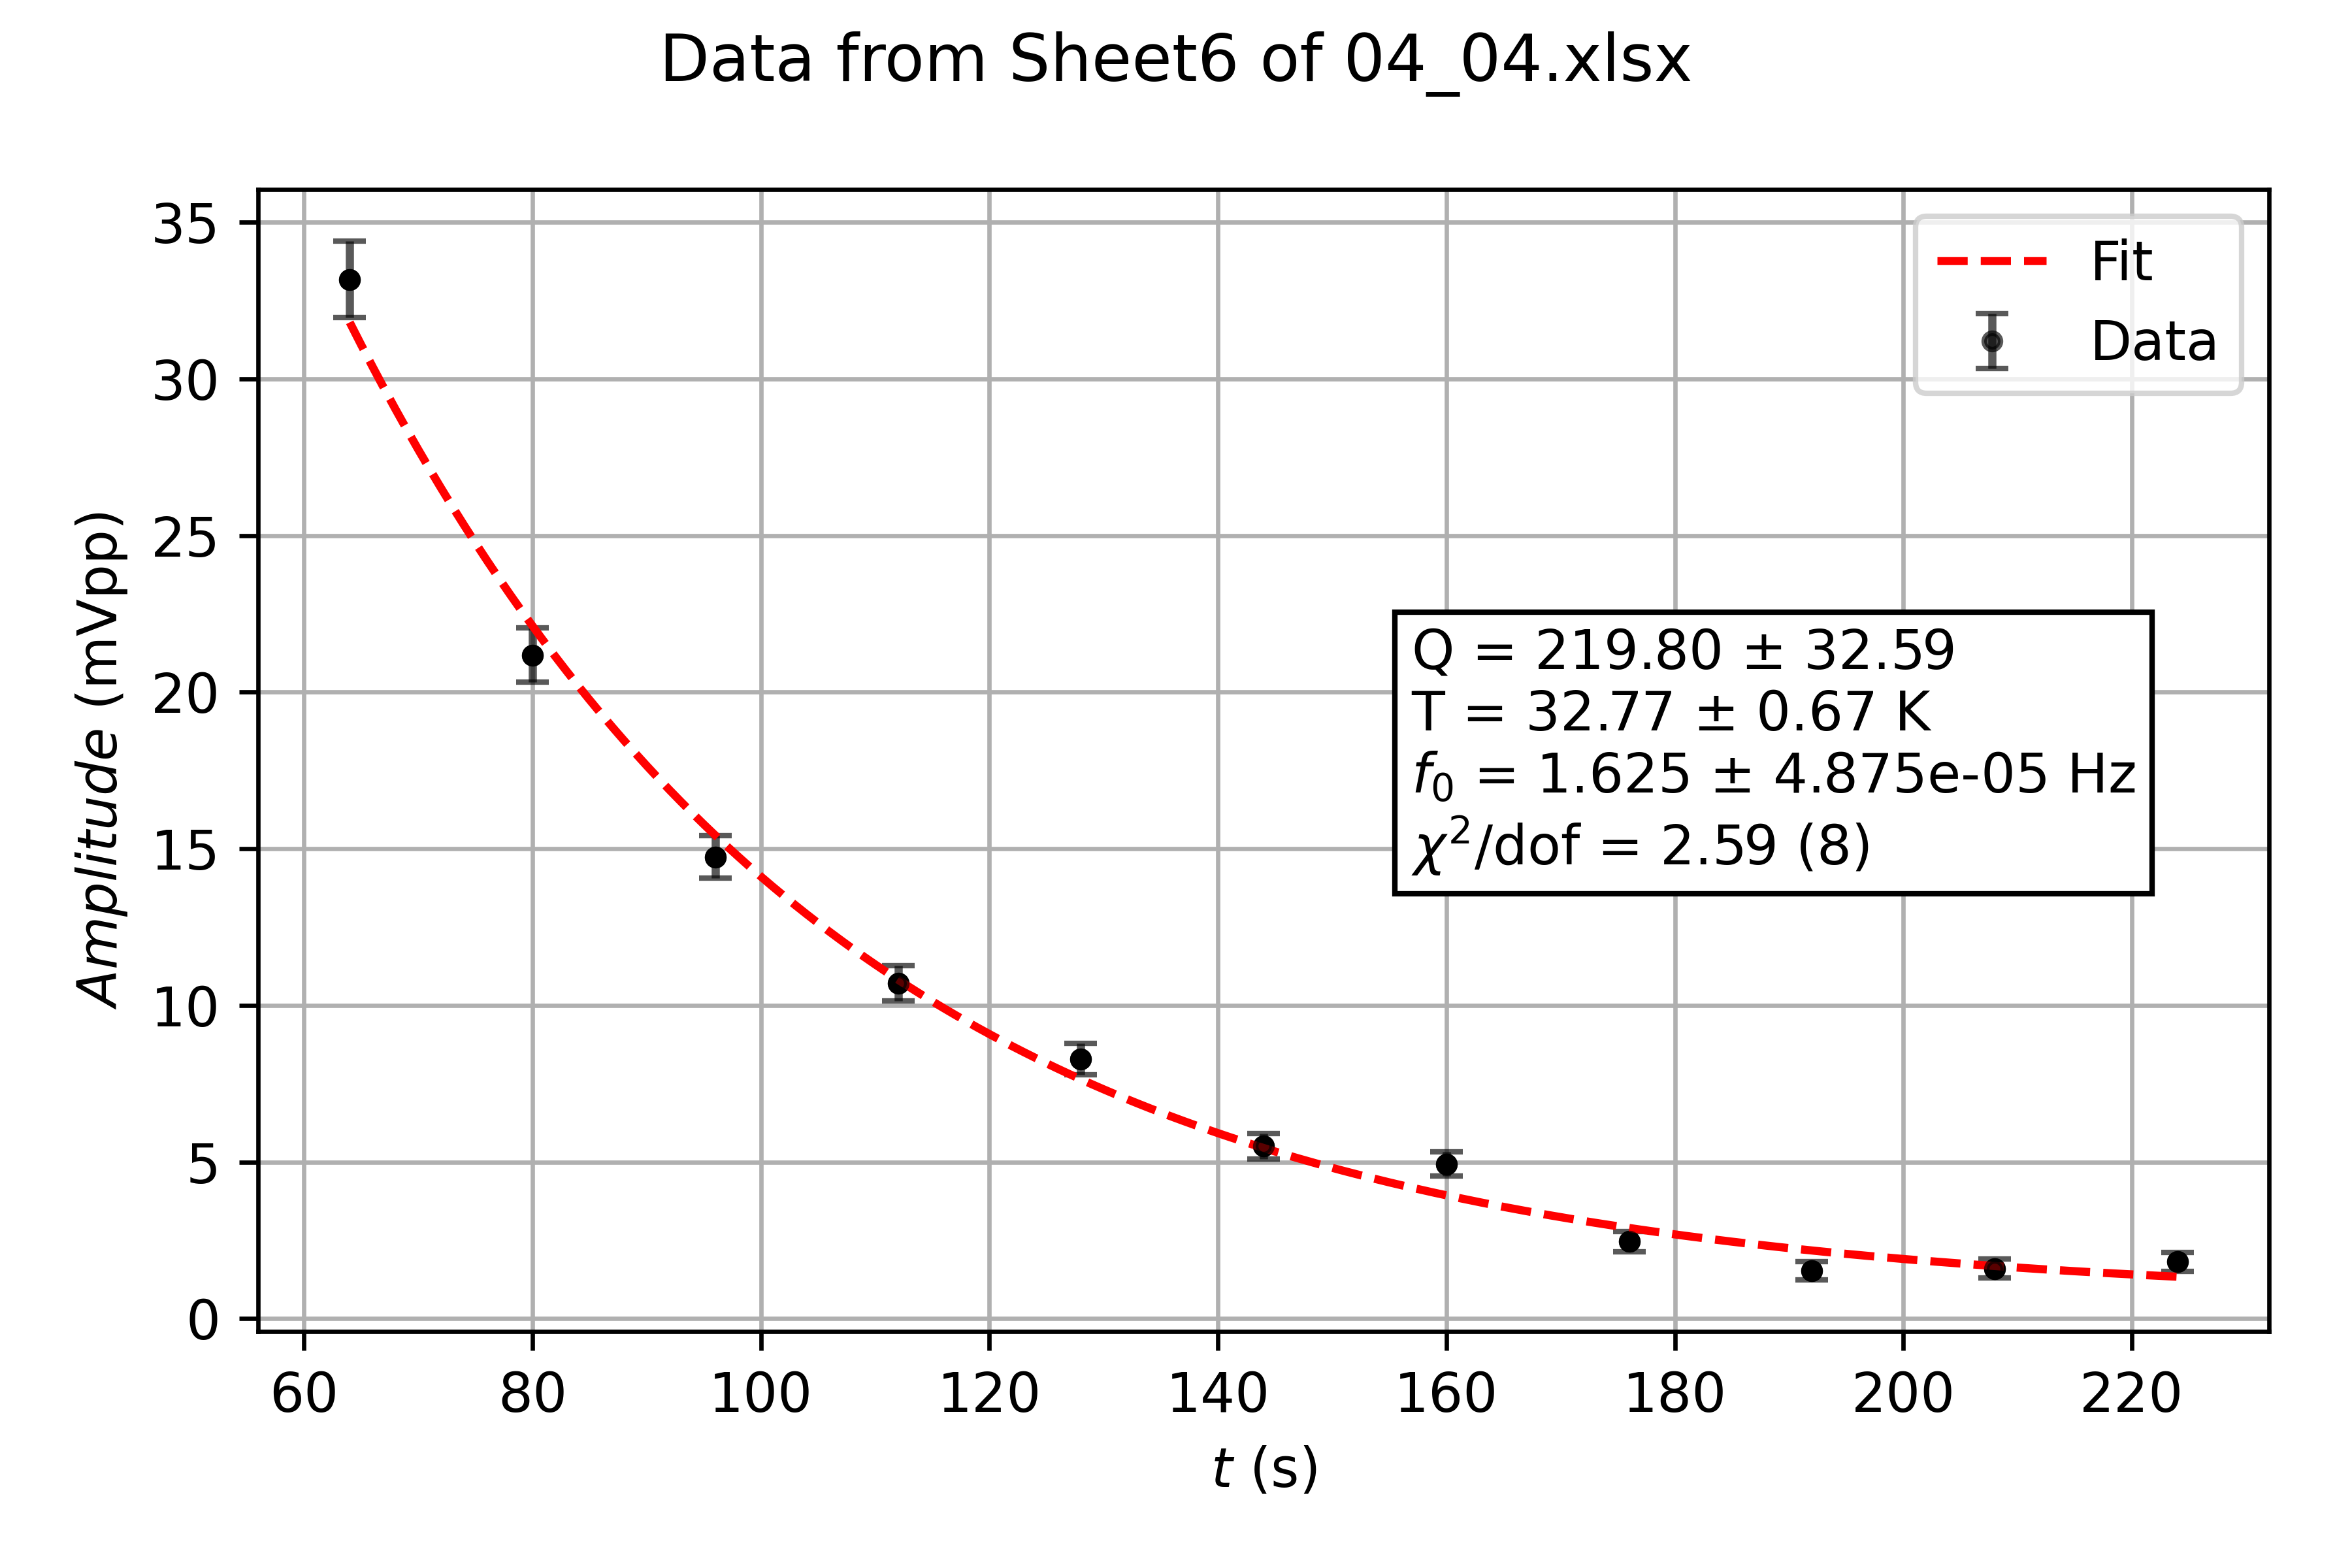 Data from Sheet6 of 04_04.xlsx
35
30
25
20
15
10
5
0
Amplitude (mVpp)
Fit
Data
Q = 219.80 ± 32.59
T = 32.77 ± 0.67 K
f₀ = 1.625 ± 4.875e-05 Hz
χ²/dof = 2.59 (8)
60 80 100 120 140 160 180 200 220
t (s)